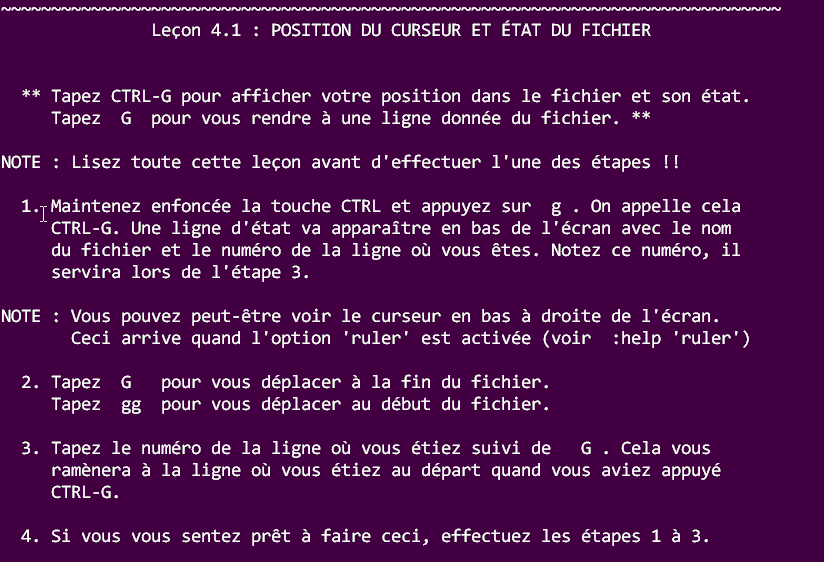 ~~~~~~~~~~~~~~~~~~~~~~~~~~~~~~~~~~~~~~~~~~~~~~~~~~~~~~~~~~~~~~~~~~~~~~~~~~~~~~
Leçon 4.1 : POSITION DU CURSEUR ET ÉTAT DU FICHIER
** Tapez CTRL-G pour afficher votre position dans le fichier et son état.
Tapez  G  pour vous rendre à une ligne donnée du fichier. **
NOTE : Lisez toute cette leçon avant d'effectuer l'une des étapes !!
1. Maintenez enfoncée la touche CTRL et appuyez sur  g . On appelle cela
CTRL-G. Une ligne d'état va apparaître en bas de l'écran avec le nom
du fichier et le numéro de la ligne où vous êtes. Notez ce numéro, il
servira lors de l'étape 3.
NOTE : Vous pouvez peut-être voir le curseur en bas à droite de l'écran.
Ceci arrive quand l'option 'ruler' est activée (voir  :help 'ruler')
2. Tapez  G   pour vous déplacer à la fin du fichier.
Tapez  gg  pour vous déplacer au début du fichier.
3. Tapez le numéro de la ligne où vous étiez suivi de   G . Cela vous
ramènera à la ligne où vous étiez au départ quand vous aviez appuyé
CTRL-G.
4. Si vous vous sentez prêt à faire ceci, effectuez les étapes 1 à 3.